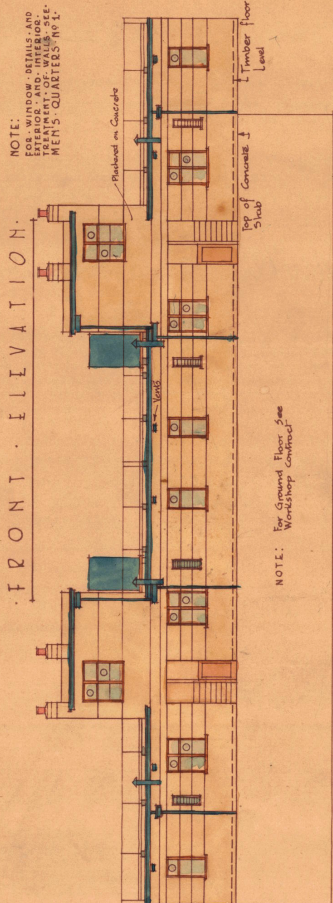 · FRONT · ELEVATION ·
NOTE:
FOR · WINDOW · DETAILS · AND
EXTERIOR · AND · INTERIOR ·
TREATMENT · OF · WALLS · SEE ·
MEN'S QUARTERS Nº 1 ·
Plastered on Concrete
Vents
Timber floor
Level
Top of Concrete
Slab
NOTE: For Ground Floor See
Workshop Contract